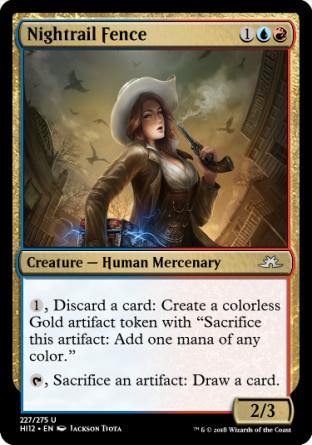 Nightrail Fence 1
Creature — Human Mercenary
1, Discard a card: Create a colorless
Gold artifact token with “Sacrifice
this artifact: Add one mana of any
color.”
, Sacrifice an artifact: Draw a card.
2/3
227/275 U
HI12 • EN JACKSON TJOTA
™ & © 2018 Wizards of the Coast